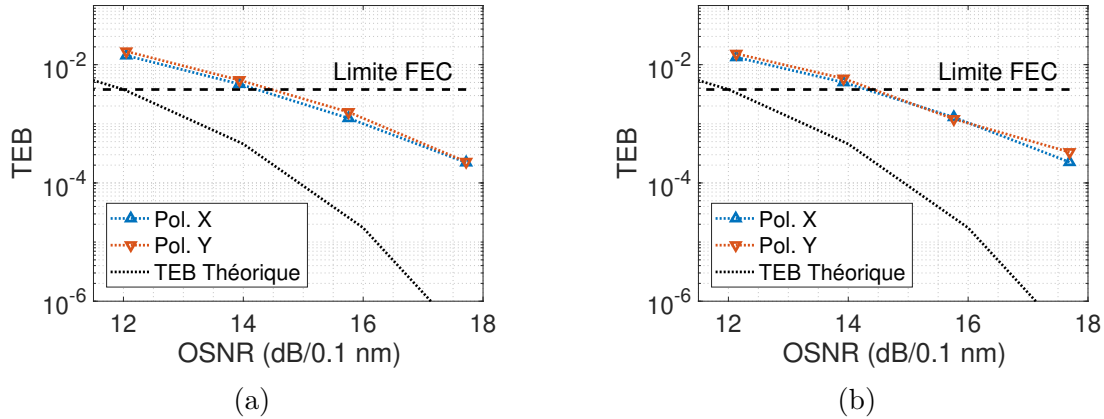 10^-2
10^-4
10^-6
TEB
Limite FEC
Pol. X
Pol. Y
TEB Théorique
12 14 16 18
OSNR (dB/0.1 nm)
(a)
10^-2
10^-4
10^-6
TEB
Limite FEC
Pol. X
Pol. Y
TEB Théorique
12 14 16 18
OSNR (dB/0.1 nm)
(b)